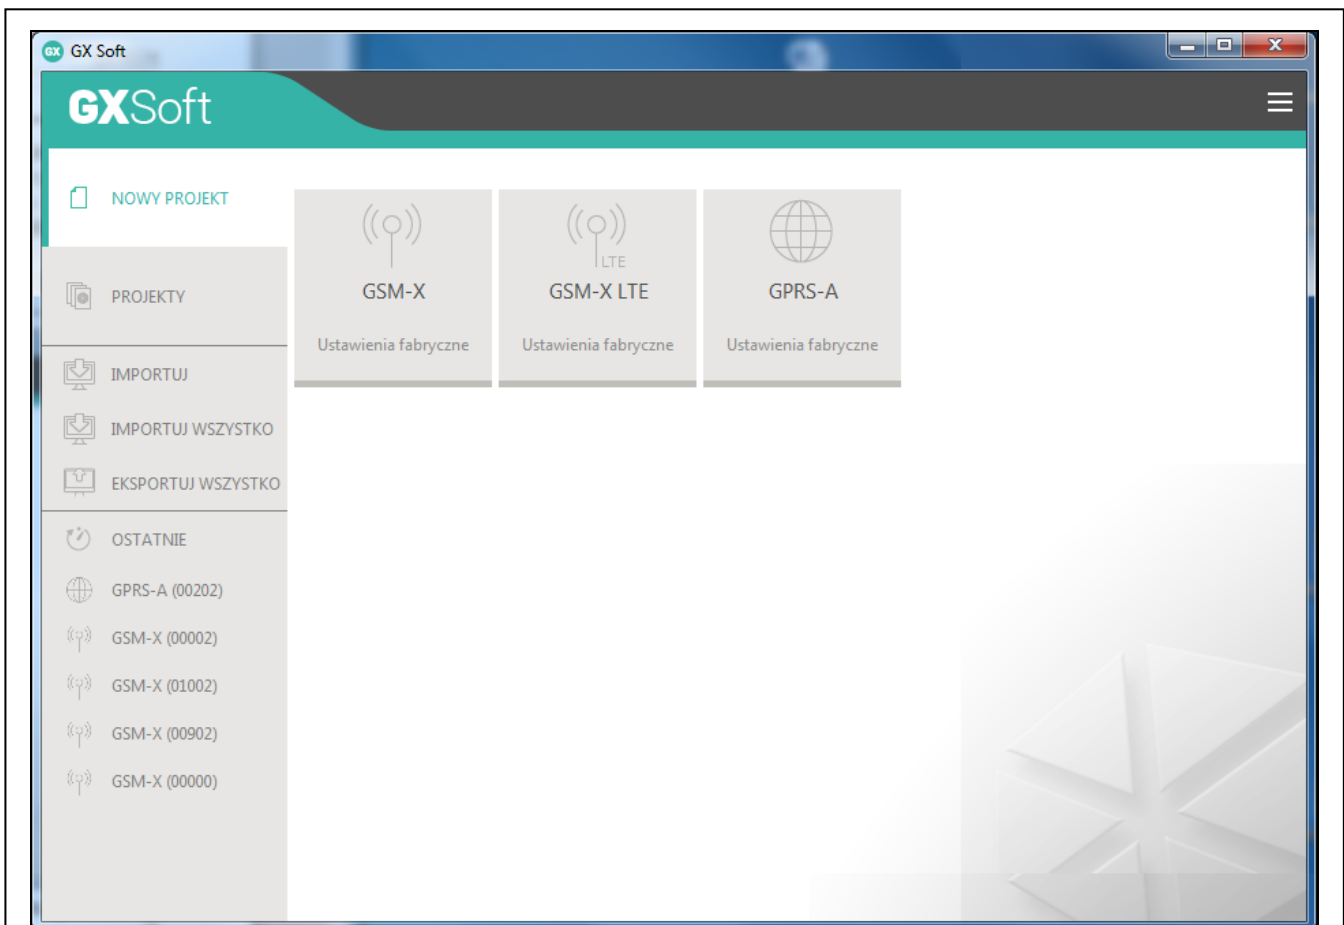 GX GX Soft
GXSoft
NOWY PROJEKT
PROJEKTY
IMPORTUJ
IMPORTUJ WSZYSTKO
EKSPORTUJ WSZYSTKO
OSTATNIE
GPRS-A (00202)
GSM-X (00002)
GSM-X (01002)
GSM-X (00902)
GSM-X (00000)
GSM-X
Ustawienia fabryczne
LTE
GSM-X LTE
Ustawienia fabryczne
GPRS-A
Ustawienia fabryczne